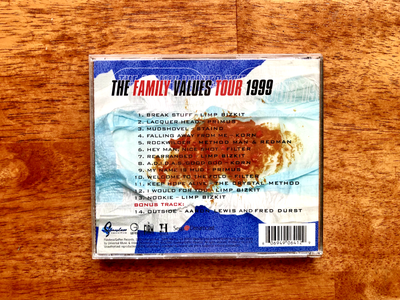 THE FAMILY VALUES TOUR 1999
1. BREAK STUFF - LIMP BIZKIT
2. LACQUER HEAD - PRIMUS
3. MUDSHOVEL - STAIND
4. FALLING AWAY FROM ME - KORN
5. ROCKWILDER - METHOD MAN & REDMAN
6. HEY MAN, NICE SHOT - FILTER
7. REARRANGED - LIMP BIZKIT
8. A.D.I.D.A.S./GOOD GOD - KORN
9. MY NAME IS MUD - PRIMUS
10. WELCOME TO THE FOLD - FILTER
11. KEEP HOPE ALIVE - THE CRYSTAL METHOD
12. I WOULD FOR YOU - LIMP BIZKIT
13. NOOKIE - LIMP BIZKIT
BONUS TRACK:
14. OUTSIDE - AARON LEWIS AND FRED DURST